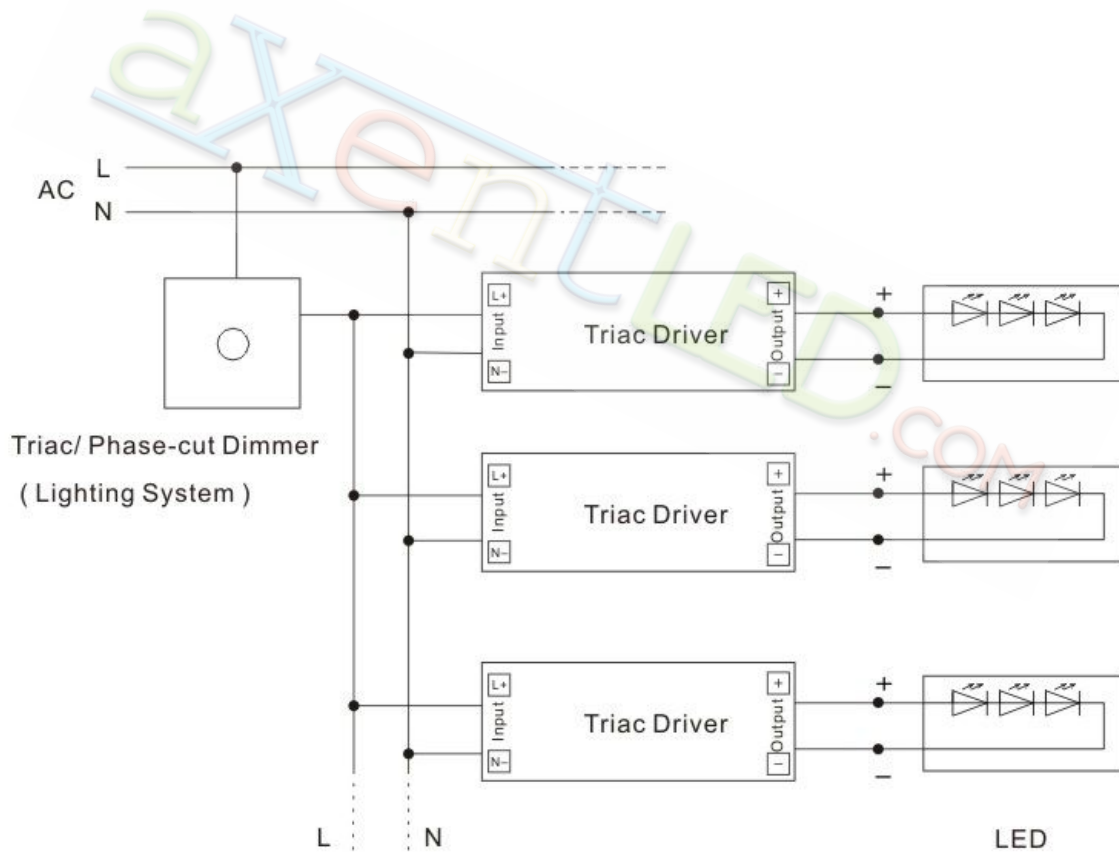 axentLED.com
L
AC
N
L+
Input
N–
Triac Driver
+
Output
–
+
–
Triac/ Phase-cut Dimmer
( Lighting System )
L+
Input
N–
Triac Driver
+
Output
–
+
–
L+
Input
N–
Triac Driver
+
Output
–
+
–
L
N
LED